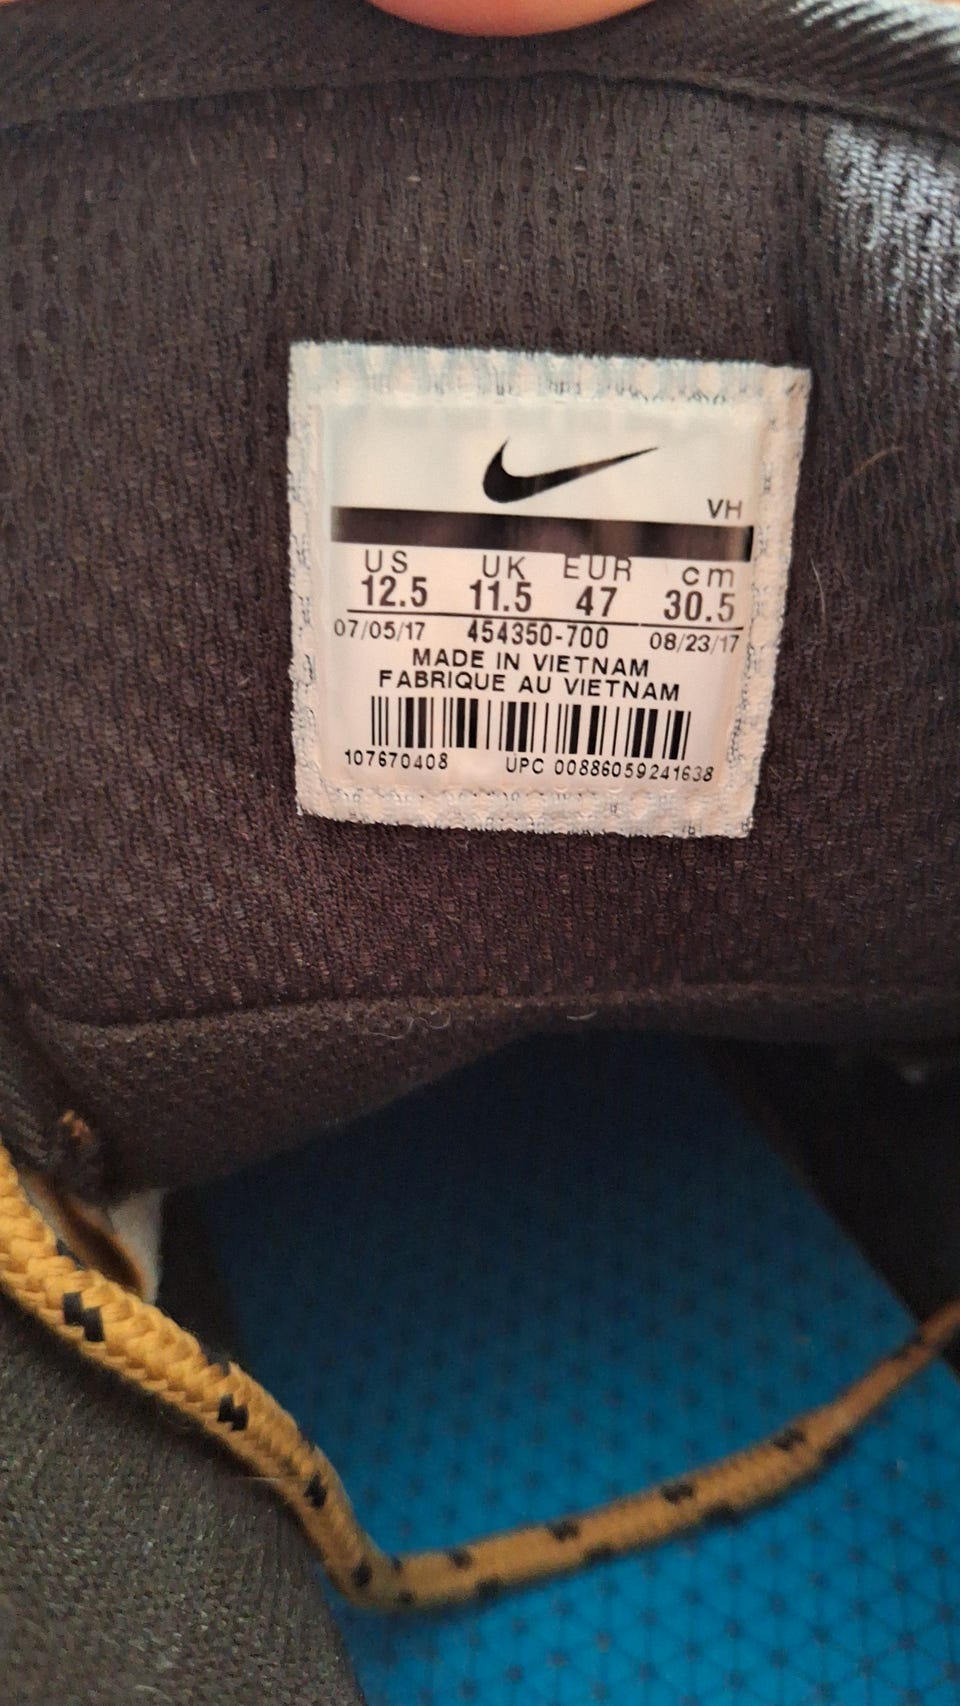 VH
US UK EUR cm
12.5 11.5 47 30.5
07/05/17 454350-700 08/23/17
MADE IN VIETNAM
FABRIQUE AU VIETNAM
107670408 UPC 00886059241638